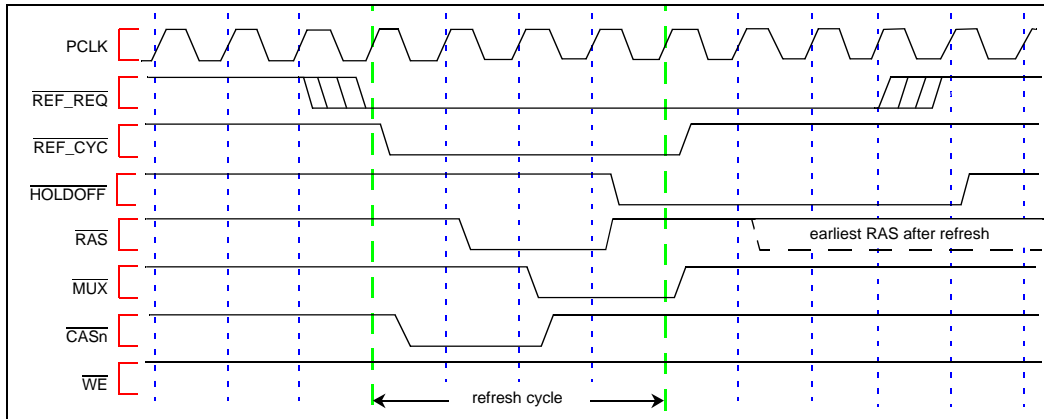 PCLK
REF_REQ
REF_CYC
HOLDOFF
RAS
earliest RAS after refresh
MUX
CASn
WE
refresh cycle